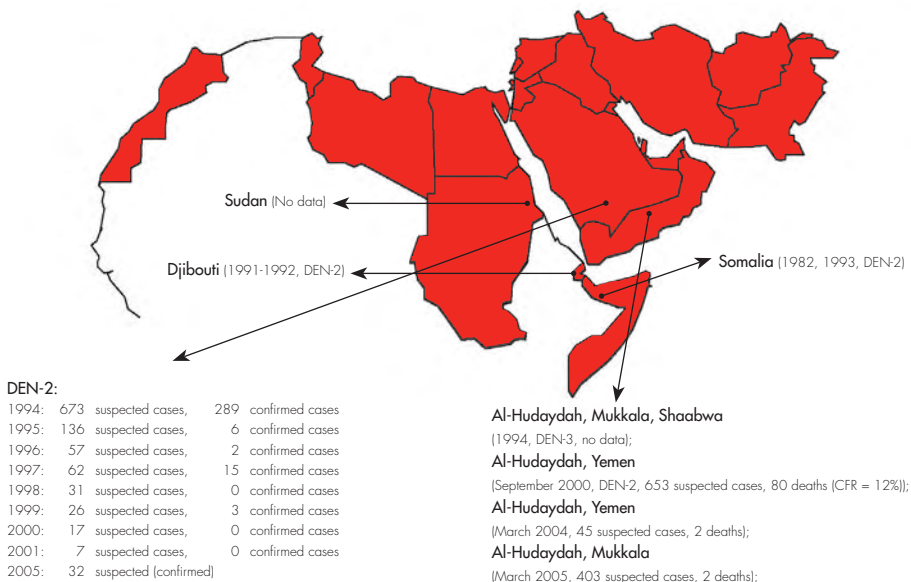 Sudan (No data)
Djibouti (1991-1992, DEN-2)
Somalia (1982, 1993, DEN-2)
DEN-2:
1994: 673 suspected cases, 289 confirmed cases
1995: 136 suspected cases, 6 confirmed cases
1996: 57 suspected cases, 2 confirmed cases
1997: 62 suspected cases, 15 confirmed cases
1998: 31 suspected cases, 0 confirmed cases
1999: 26 suspected cases, 3 confirmed cases
2000: 17 suspected cases, 0 confirmed cases
2001: 7 suspected cases, 0 confirmed cases
2005: 32 suspected (confirmed)
Al-Hudaydah, Mukkala, Shaabwa
(1994, DEN-3, no data);
Al-Hudaydah, Yemen
(September 2000, DEN-2, 653 suspected cases, 80 deaths (CFR = 12%));
Al-Hudaydah, Yemen
(March 2004, 45 suspected cases, 2 deaths);
Al-Hudaydah, Mukkala
(March 2005, 403 suspected cases, 2 deaths);